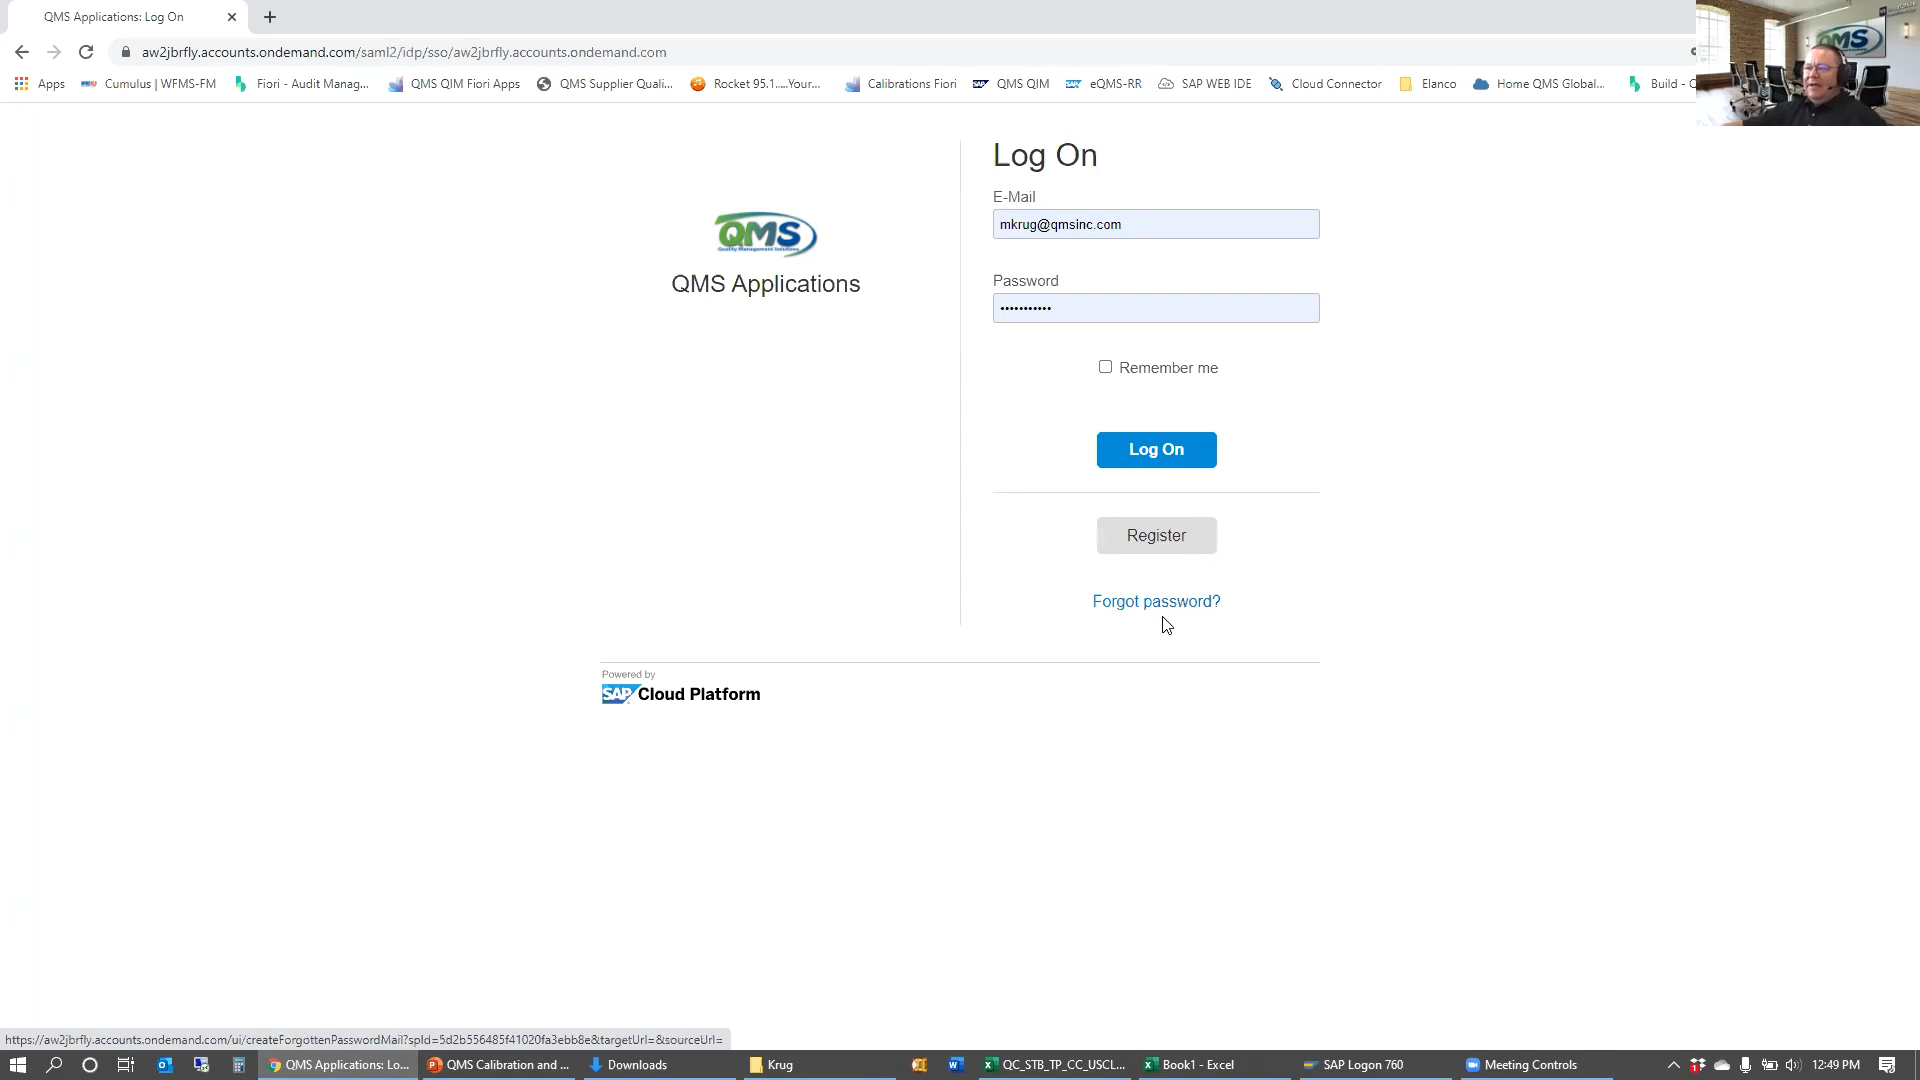 QMS Applications: Log On
aw2jbrfly.accounts.ondemand.com/saml2/idp/sso/aw2jbrfly.accounts.ondemand.com
Apps Cumulus | WFMS-FM Fiori - Audit Manag... QMS QIM Fiori Apps QMS Supplier Quali... Rocket 95.1.....Your... Calibrations Fiori QMS QIM eQMS-RR SAP WEB IDE Cloud Connector Elanco Home QMS Global... Build - C
QMS
Log On
E-Mail
mkrug@qmsinc.com
QMS
Quality Management Solutions
QMS Applications
Password
•••••••••••
Remember me
Log On
Register
Forgot password?
Powered by
SAP Cloud Platform
https://aw2jbrfly.accounts.ondemand.com/ui/createForgottenPasswordMail?spId=5d2b556485f41020fa3ebb8e&targetUrl=&sourceUrl=
QMS Applications: Lo... QMS Calibration and ... Downloads Krug QC_STB_TP_CC_USCL... Book1 - Excel SAP Logon 760 Meeting Controls 12:49 PM